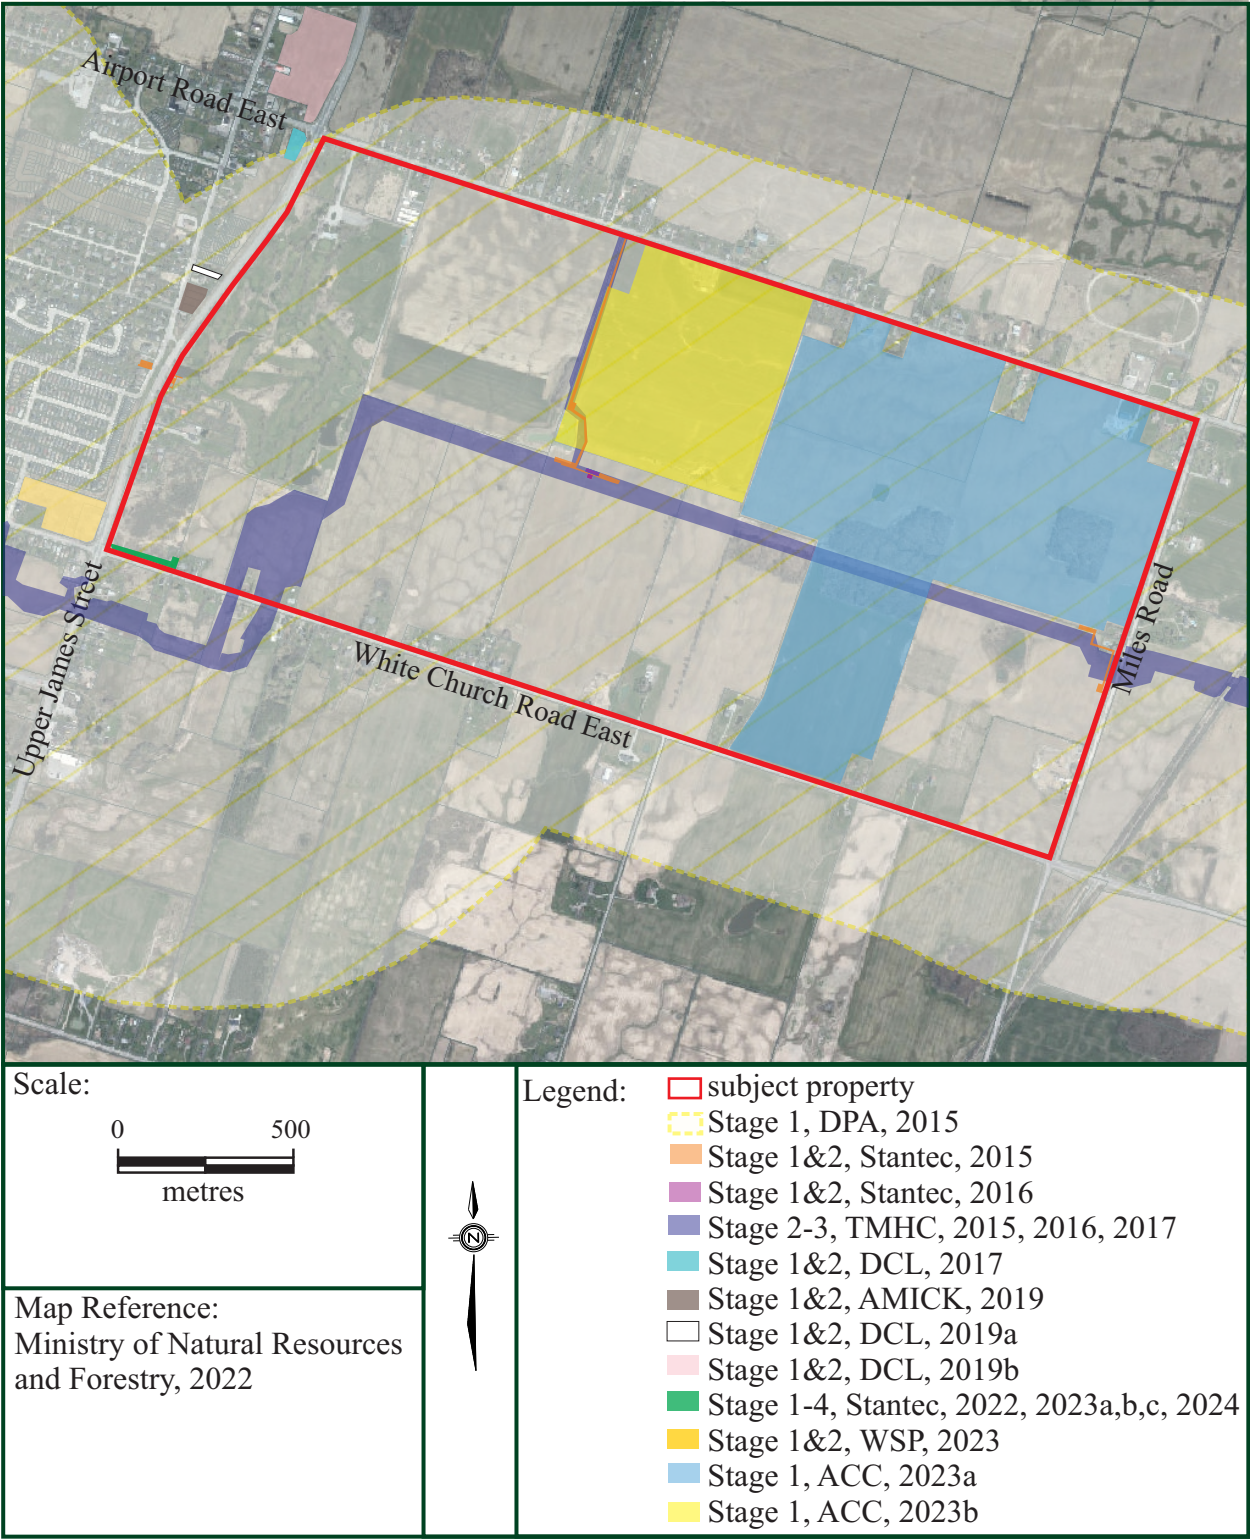 Airport Road East
Upper James Street
White Church Road East
Miles Road
Scale:
0 500
metres
Map Reference:
Ministry of Natural Resources
and Forestry, 2022
N
Legend:
subject property
Stage 1, DPA, 2015
Stage 1&2, Stantec, 2015
Stage 1&2, Stantec, 2016
Stage 2-3, TMHC, 2015, 2016, 2017
Stage 1&2, DCL, 2017
Stage 1&2, AMICK, 2019
Stage 1&2, DCL, 2019a
Stage 1&2, DCL, 2019b
Stage 1-4, Stantec, 2022, 2023a,b,c, 2024
Stage 1&2, WSP, 2023
Stage 1, ACC, 2023a
Stage 1, ACC, 2023b